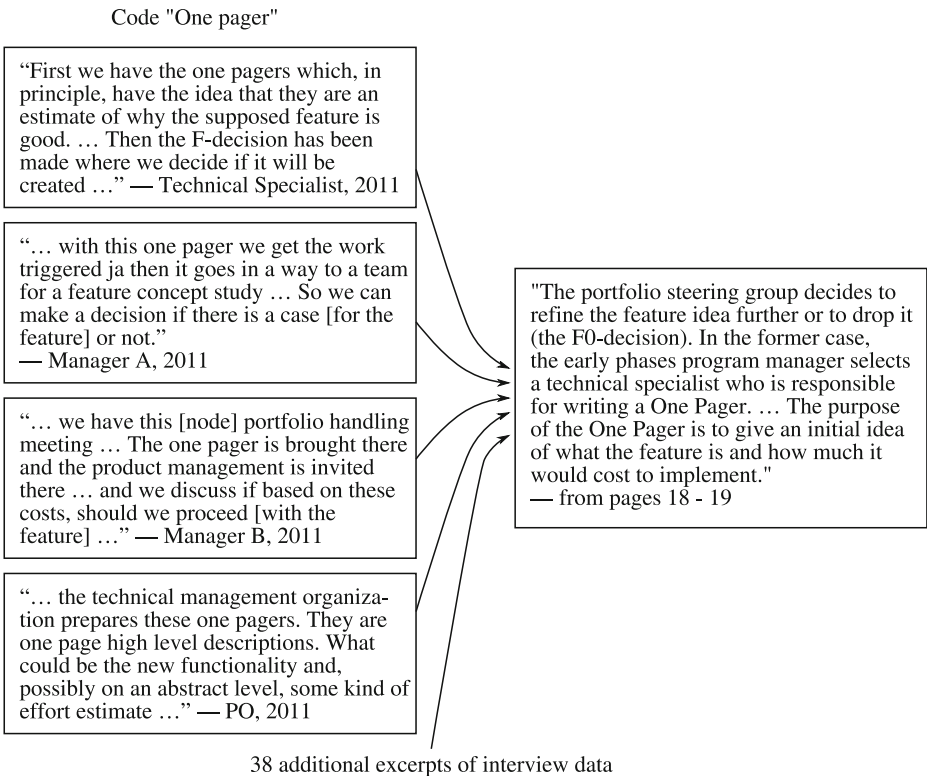 Code "One pager"
“First we have the one pagers which, in
principle, have the idea that they are an
estimate of why the supposed feature is
good. … Then the F-decision has been
made where we decide if it will be
created …” — Technical Specialist, 2011
“… with this one pager we get the work
triggered ja then it goes in a way to a team
for a feature concept study … So we can
make a decision if there is a case [for the
feature] or not.”
— Manager A, 2011
“… we have this [node] portfolio handling
meeting … The one pager is brought there
and the product management is invited
there … and we discuss if based on these
costs, should we proceed [with the
feature] …” — Manager B, 2011
“… the technical management organiza-
tion prepares these one pagers. They are
one page high level descriptions. What
could be the new functionality and,
possibly on an abstract level, some kind of
effort estimate …” — PO, 2011
38 additional excerpts of interview data
"The portfolio steering group decides to
refine the feature idea further or to drop it
(the F0-decision). In the former case,
the early phases program manager selects
a technical specialist who is responsible
for writing a One Pager. … The purpose
of the One Pager is to give an initial idea
of what the feature is and how much it
would cost to implement."
— from pages 18 - 19